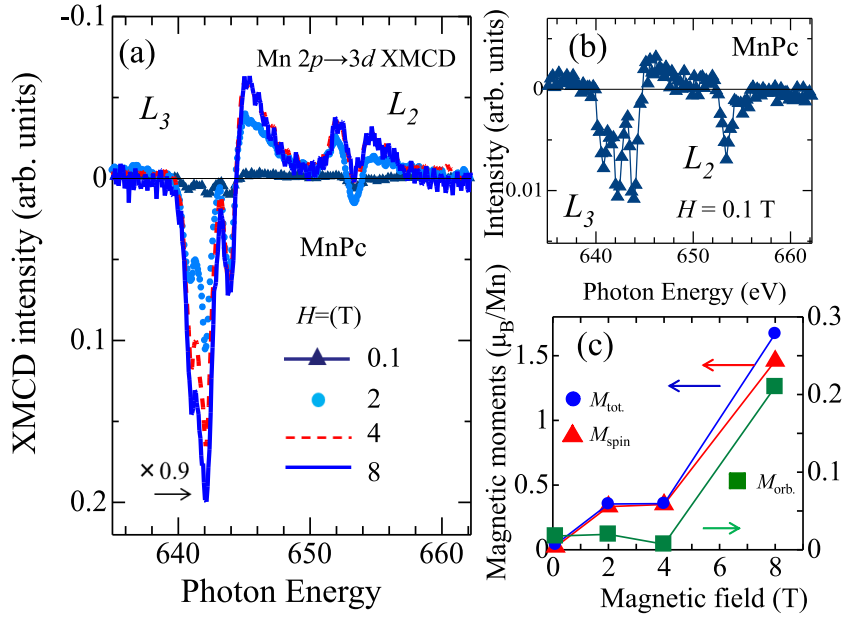 (a)
Mn 2p→3d XMCD
L3
L2
MnPc
H=(T)
0.1
2
4
8
× 0.9
-0.1
0
0.1
0.2
XMCD intensity (arb. units)
640
650
660
Photon Energy
(b)
MnPc
0
0.01
Intensity (arb. units)
L3
L2
H = 0.1 T
640
650
660
Photon Energy (eV)
(c)
Mtot.
Mspin
Morb.
1.5
1
0.5
0
Magnetic moments (μB/Mn)
0.3
0.2
0.1
0
0
2
4
6
8
Magnetic field (T)